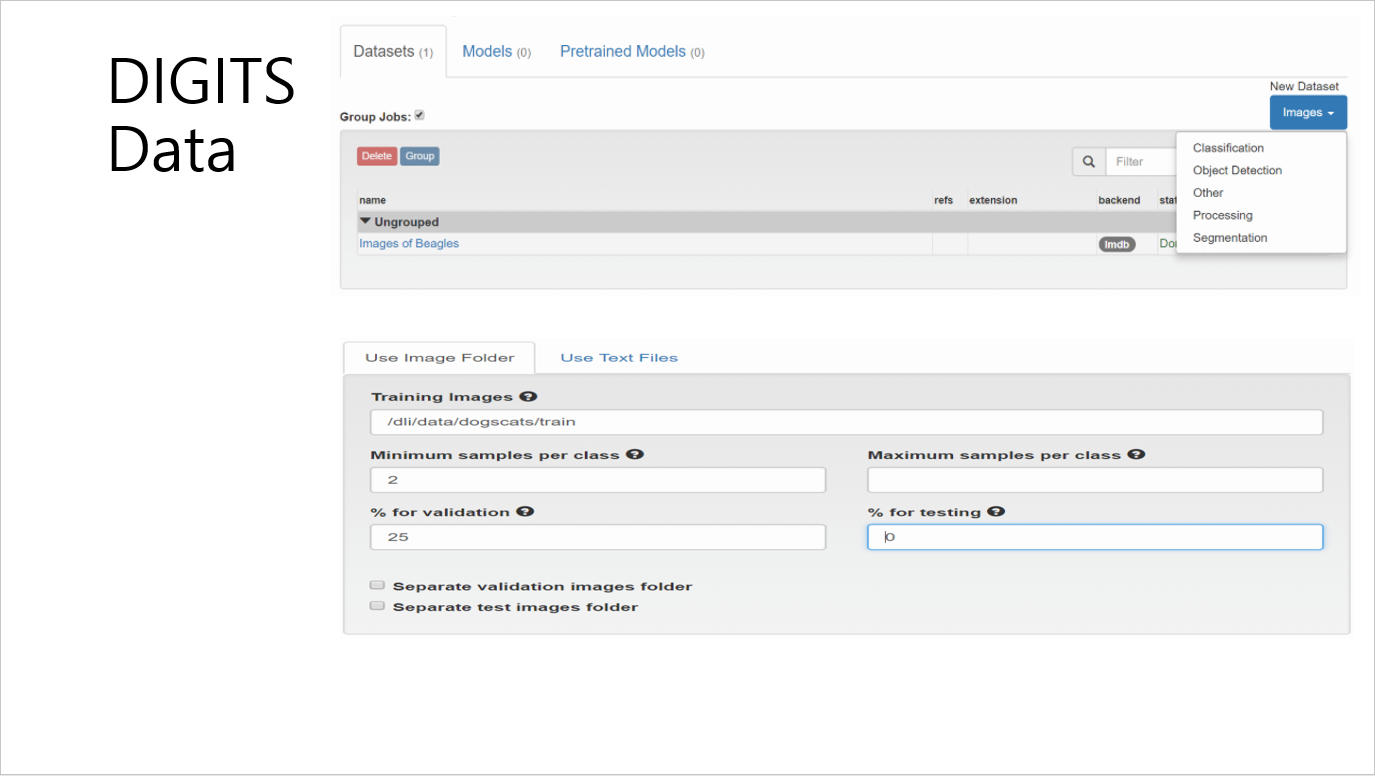 DIGITS
Data
Datasets (1) Models (0) Pretrained Models (0)
New Dataset
Images
Group Jobs:
Classification
Object Detection
Other
Processing
Segmentation
Delete Group
Filter
name refs extension backend
Ungrouped
Images of Beagles lmdb
Use Image Folder Use Text Files
Training Images
/dli/data/dogscats/train
Minimum samples per class Maximum samples per class
2
% for validation % for testing
25 0
Separate validation images folder
Separate test images folder